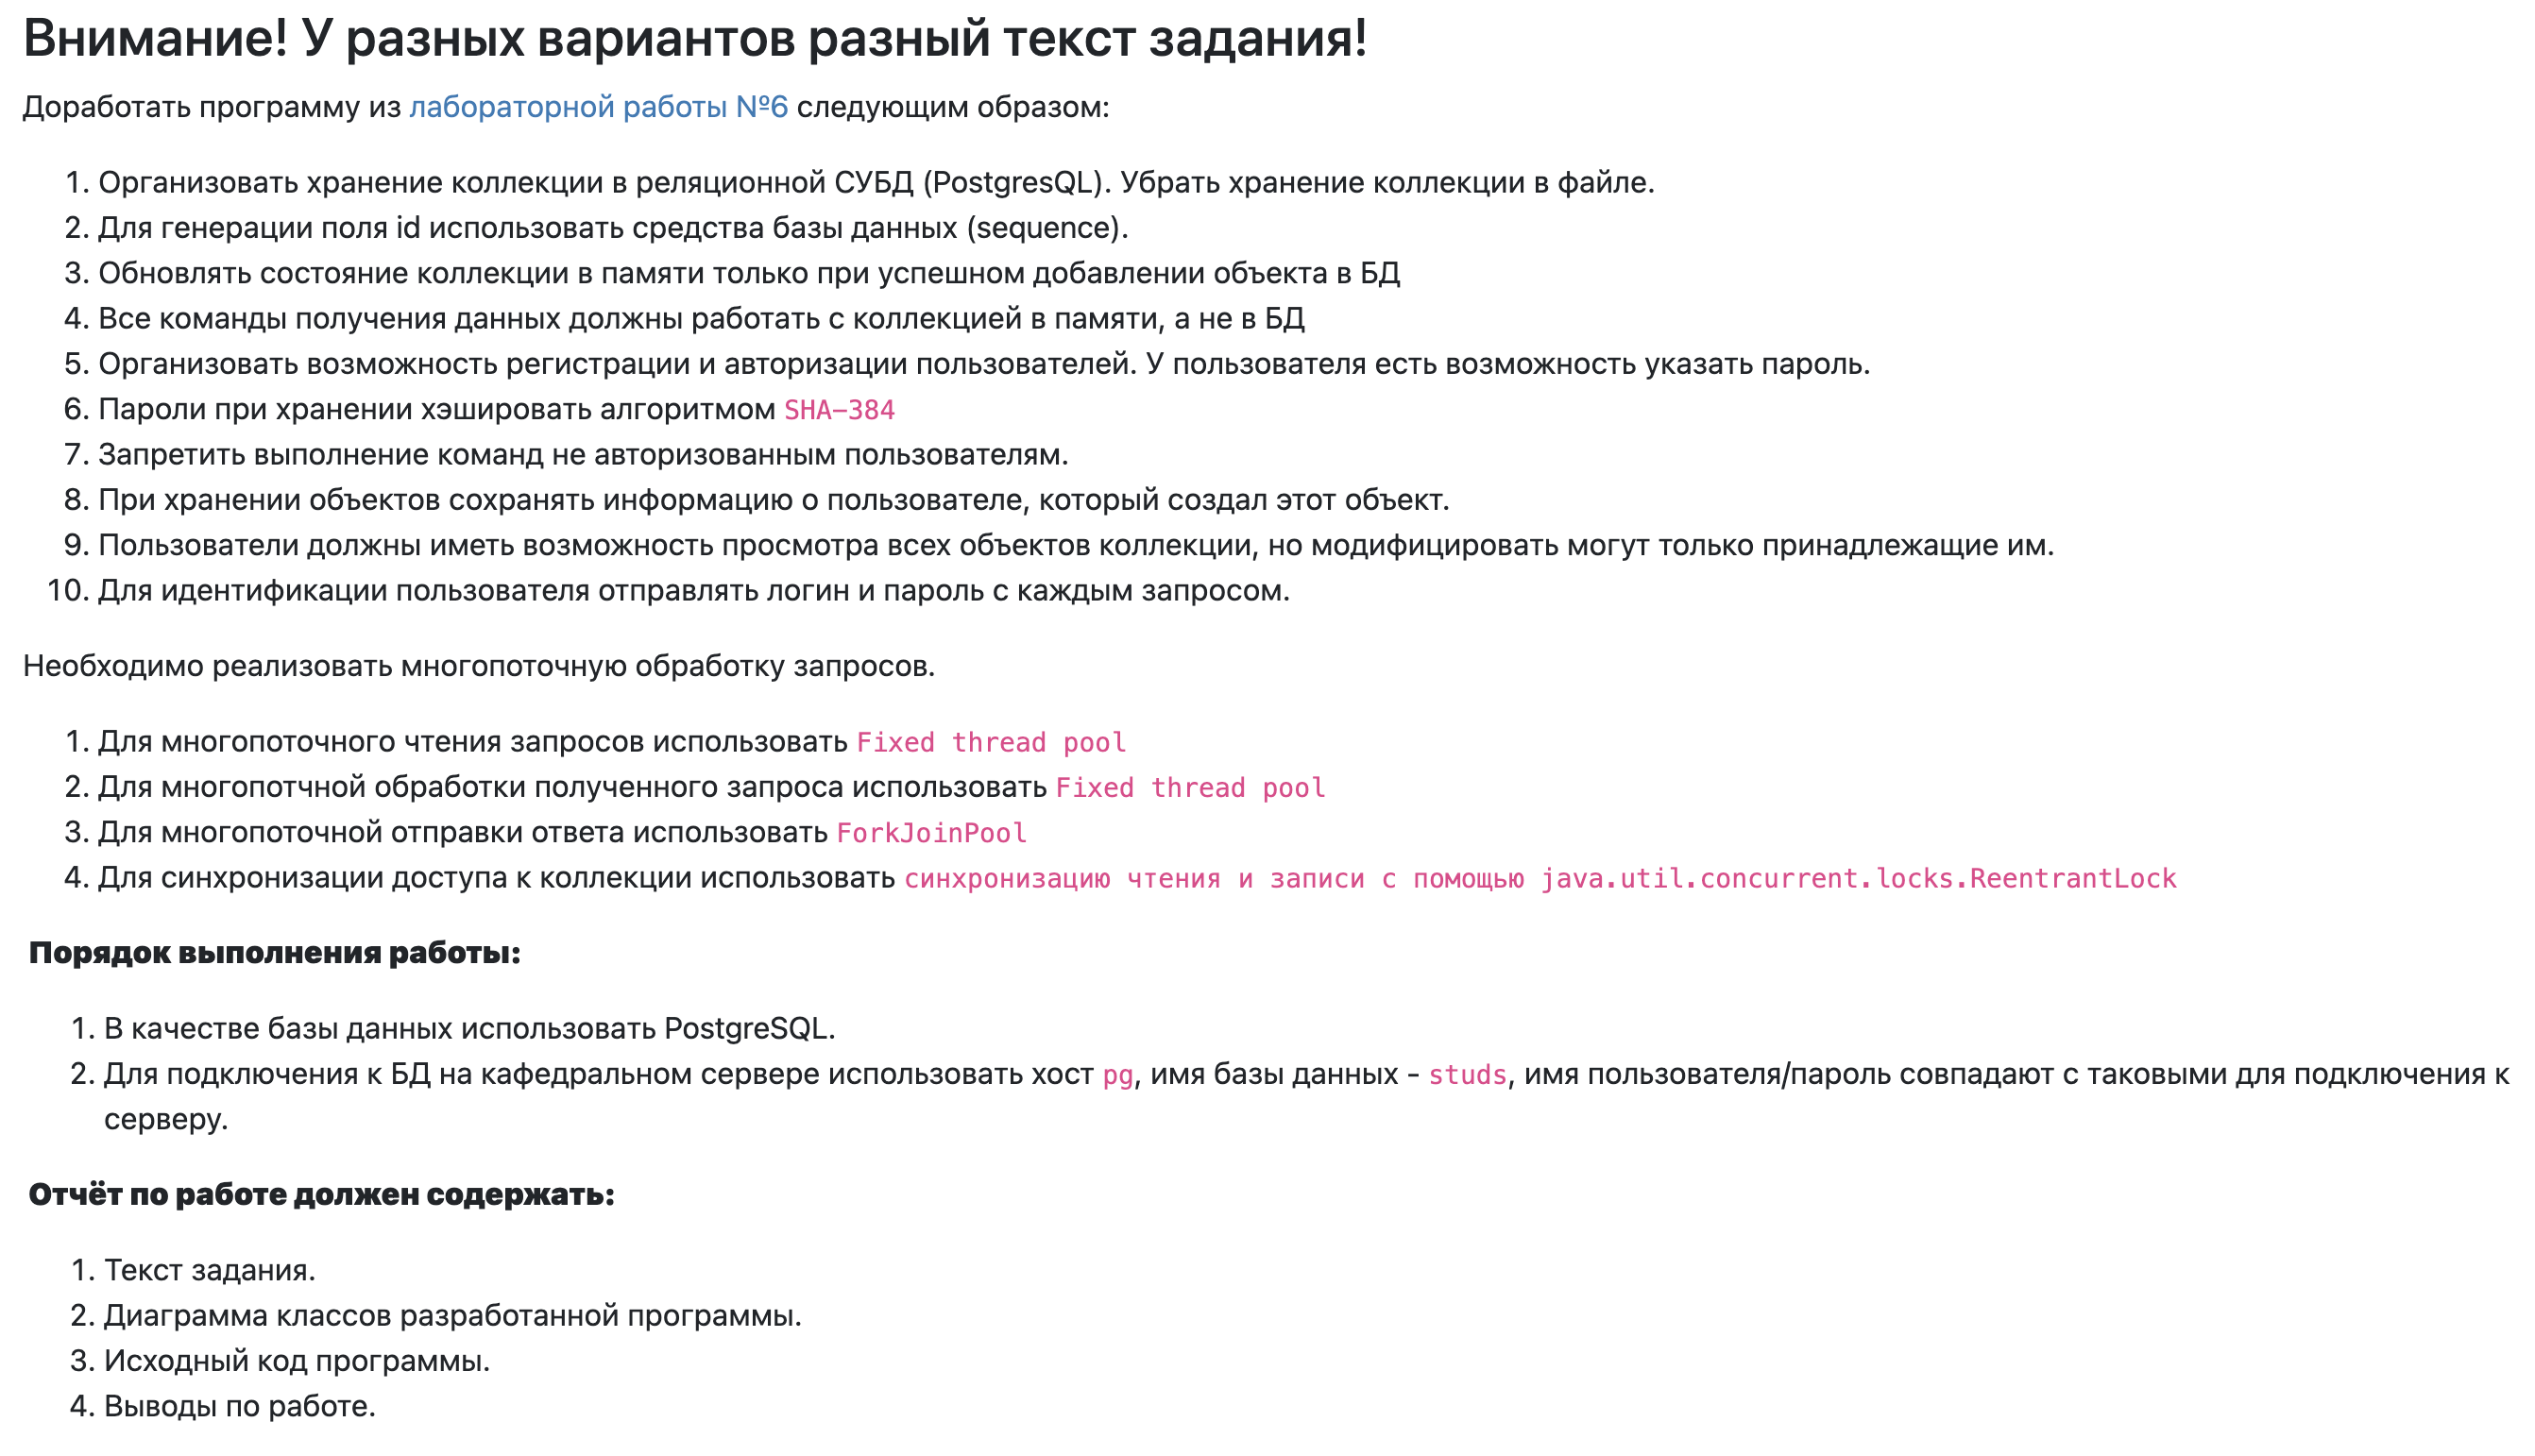 Внимание! У разных вариантов разный текст задания!
Доработать программу из лабораторной работы №6 следующим образом:
1. Организовать хранение коллекции в реляционной СУБД (PostgresQL). Убрать хранение коллекции в файле.
2. Для генерации поля id использовать средства базы данных (sequence).
3. Обновлять состояние коллекции в памяти только при успешном добавлении объекта в БД
4. Все команды получения данных должны работать с коллекцией в памяти, а не в БД
5. Организовать возможность регистрации и авторизации пользователей. У пользователя есть возможность указать пароль.
6. Пароли при хранении хэшировать алгоритмом SHA-384
7. Запретить выполнение команд не авторизованным пользователям.
8. При хранении объектов сохранять информацию о пользователе, который создал этот объект.
9. Пользователи должны иметь возможность просмотра всех объектов коллекции, но модифицировать могут только принадлежащие им.
10. Для идентификации пользователя отправлять логин и пароль с каждым запросом.
Необходимо реализовать многопоточную обработку запросов.
1. Для многопоточного чтения запросов использовать Fixed thread pool
2. Для многопотчной обработки полученного запроса использовать Fixed thread pool
3. Для многопоточной отправки ответа использовать ForkJoinPool
4. Для синхронизации доступа к коллекции использовать синхронизацию чтения и записи с помощью java.util.concurrent.locks.ReentrantLock
Порядок выполнения работы:
1. В качестве базы данных использовать PostgreSQL.
2. Для подключения к БД на кафедральном сервере использовать хост pg, имя базы данных - studs, имя пользователя/пароль совпадают с таковыми для подключения к
серверу.
Отчёт по работе должен содержать:
1. Текст задания.
2. Диаграмма классов разработанной программы.
3. Исходный код программы.
4. Выводы по работе.